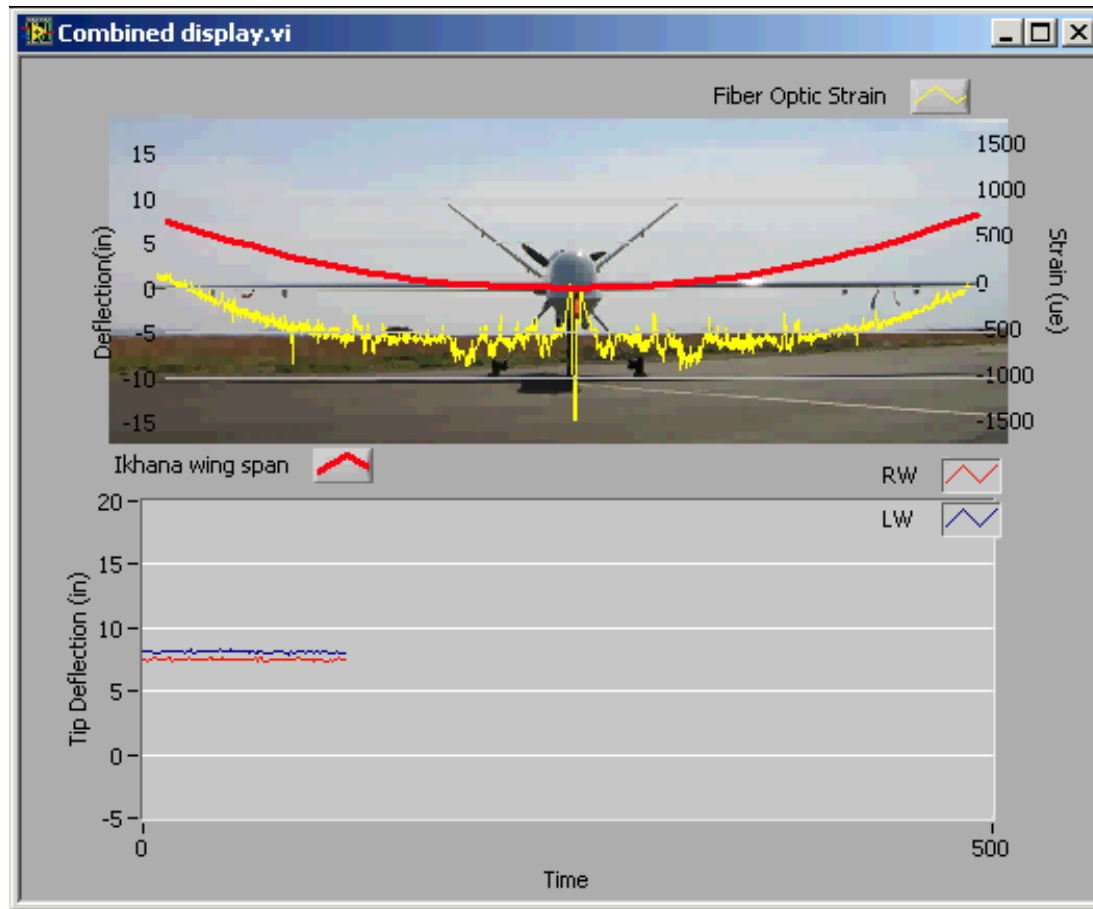 Combined display.vi
Fiber Optic Strain
15
10
5
0
-5
-10
-15
Deflection(in)
1500
1000
500
0
-500
-1000
-1500
Strain (ue)
Ikhana wing span
RW
LW
20
15
10
5
0
-5
Tip Deflection (in)
0
500
Time